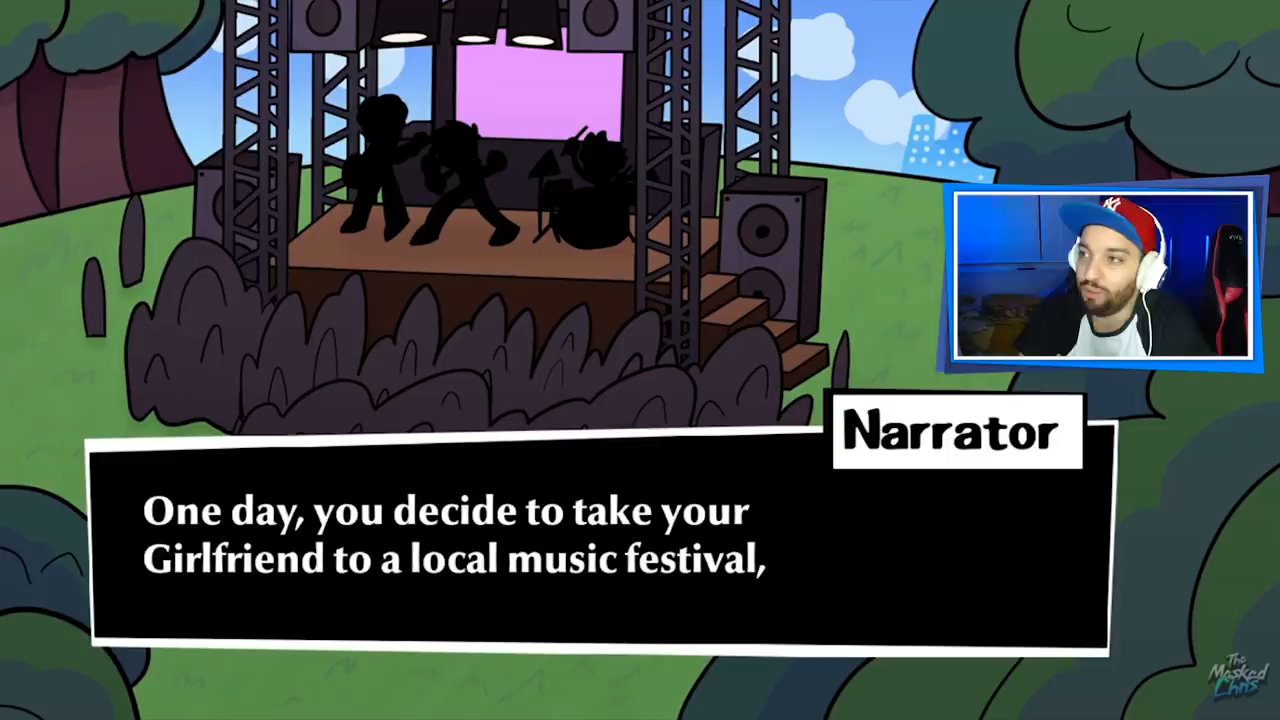 Narrator
One day, you decide to take your
Girlfriend to a local music festival,
The
Masked
Chris